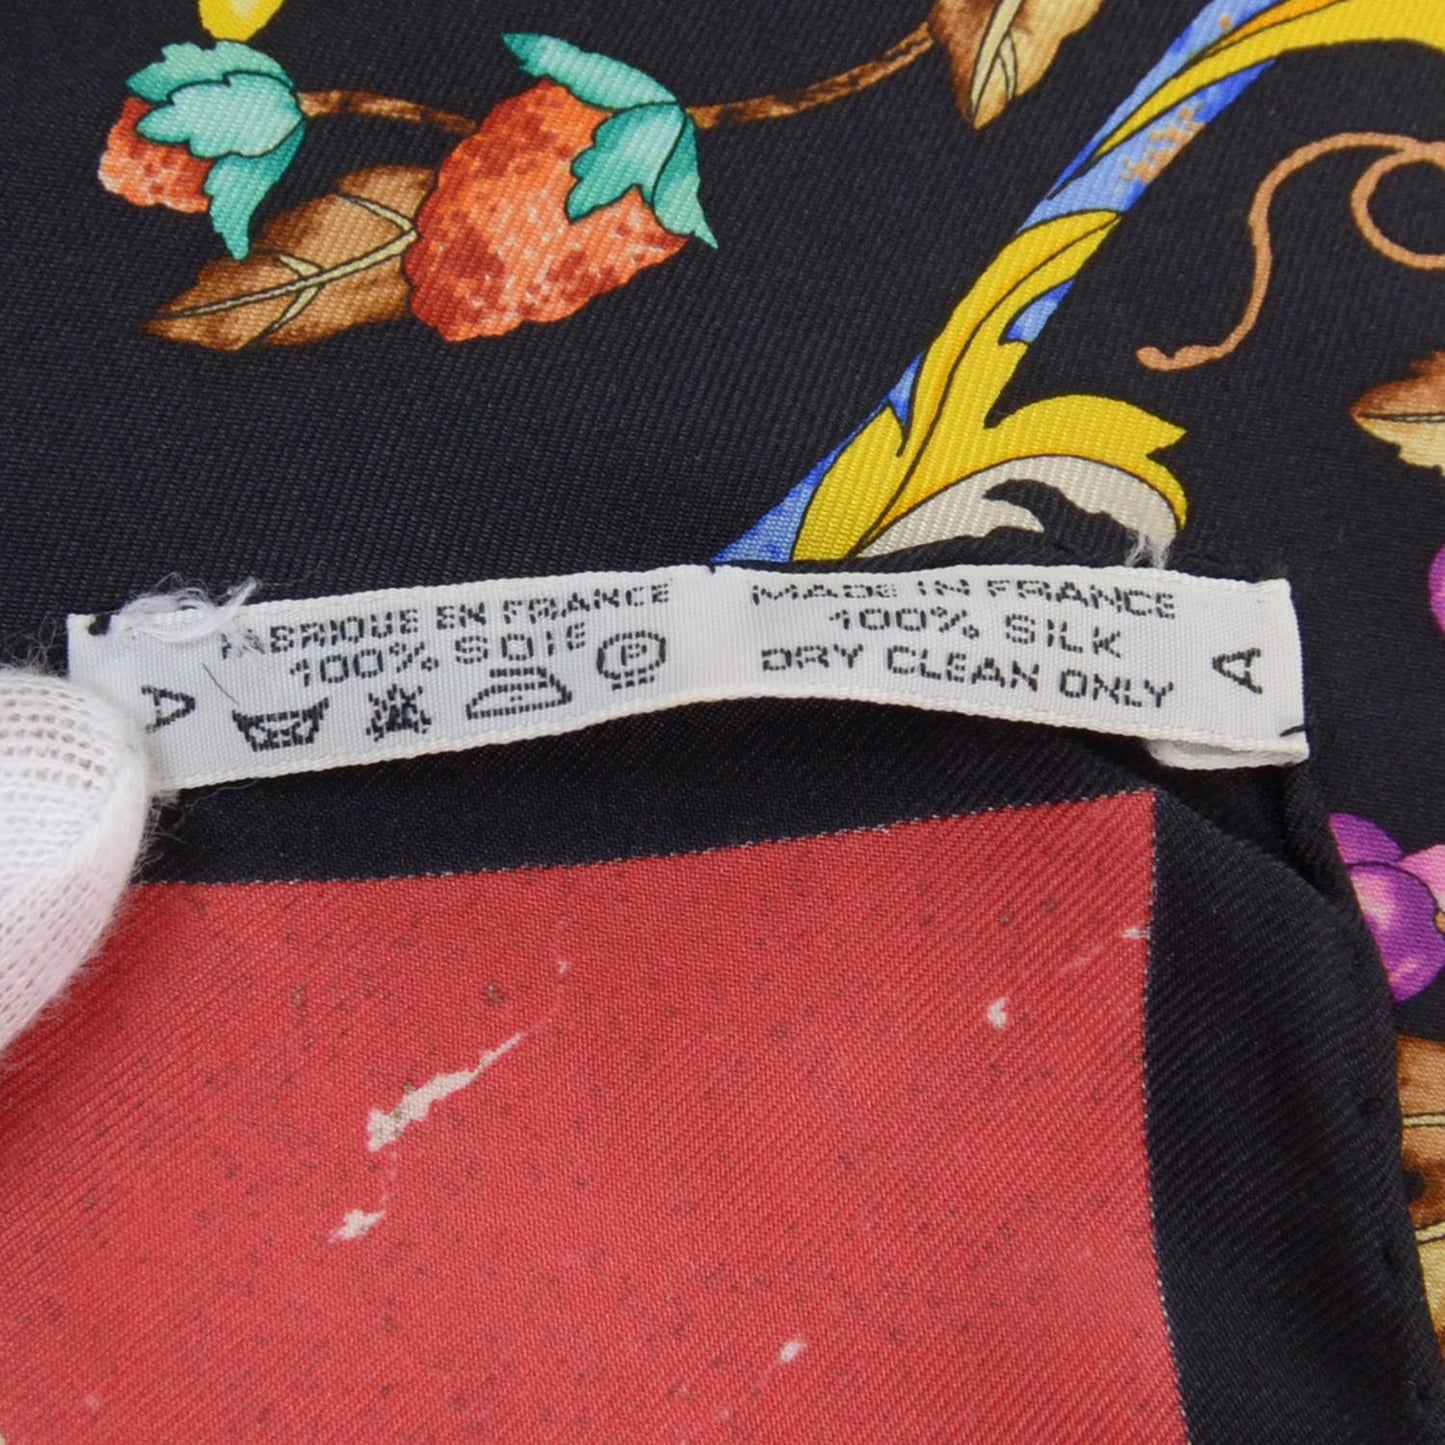 A
FABRIQUE EN FRANCE
100% SOIE
P
MADE IN FRANCE
100% SILK
DRY CLEAN ONLY
A